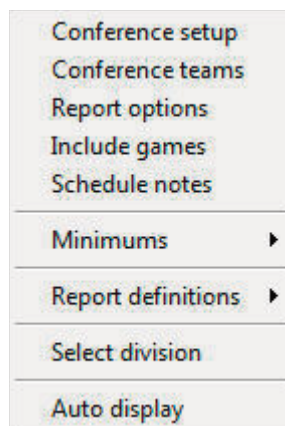 Conference setup
Conference teams
Report options
Include games
Schedule notes
Minimums
Report definitions
Select division
Auto display